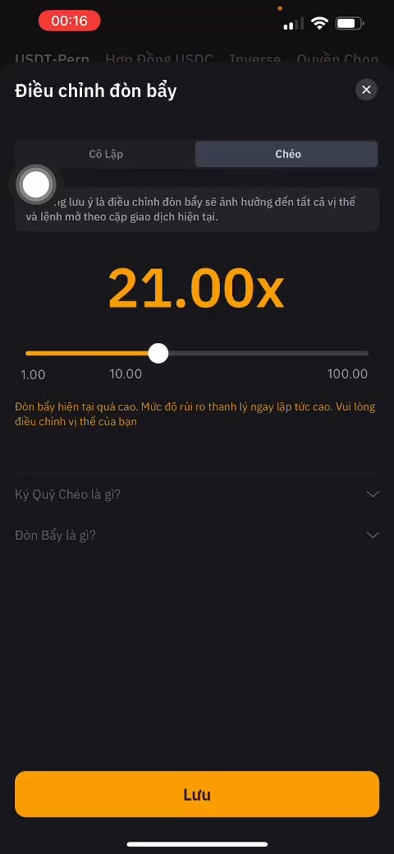 00:16
USDT-Perp Hợp Đồng USDC Inverse Quyền Chọn
Điều chỉnh đòn bẩy
Cô Lập Chéo
lưu ý là điều chỉnh đòn bẩy sẽ ảnh hưởng đến tất cả vị thế
và lệnh mở theo cặp giao dịch hiện tại.
21.00x
1.00 10.00 100.00
Đòn bẩy hiện tại quá cao. Mức độ rủi ro thanh lý ngay lập tức cao. Vui lòng
điều chỉnh vị thế của bạn
Ký Quỹ Chéo là gì?
Đòn Bẩy là gì?
Lưu